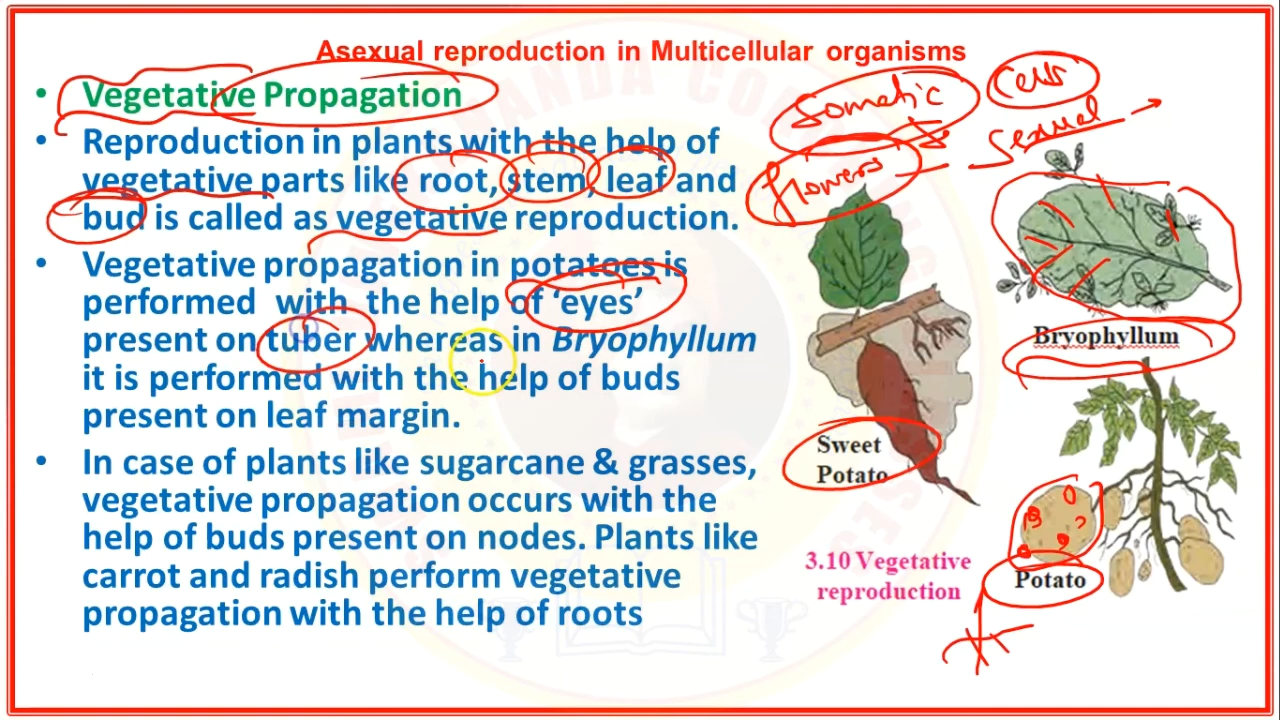 Asexual reproduction in Multicellular organisms
• Vegetative Propagation
• Reproduction in plants with the help of
vegetative parts like root, stem, leaf and
bud is called as vegetative reproduction.
• Vegetative propagation in potatoes is
performed with the help of ‘eyes’
present on tuber whereas in Bryophyllum
it is performed with the help of buds
present on leaf margin.
• In case of plants like sugarcane & grasses,
vegetative propagation occurs with the
help of buds present on nodes. Plants like
carrot and radish perform vegetative
propagation with the help of roots
Somatic Cells
flowers Sexual
Bryophyllum
Sweet
Potato
Potato
3.10 Vegetative
reproduction